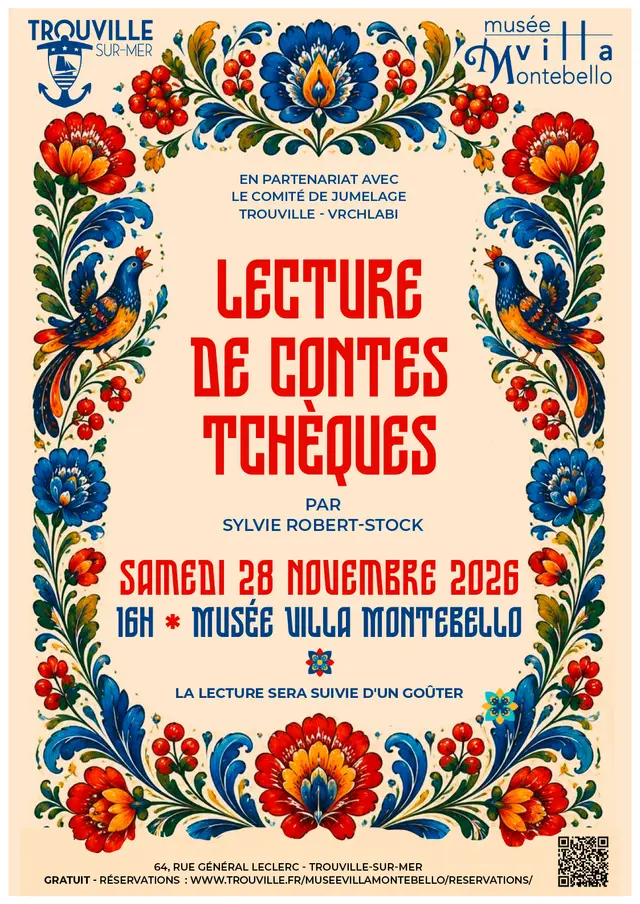 TROUVILLE
SUR-MER
musée
villa
Montebello
EN PARTENARIAT AVEC
LE COMITÉ DE JUMELAGE
TROUVILLE - VRCHLABI
LECTURE
DE CONTES
TCHÈQUES
PAR
SYLVIE ROBERT-STOCK
SAMEDI 28 NOVEMBRE 2026
16H * MUSÉE VILLA MONTEBELLO
LA LECTURE SERA SUIVIE D'UN GOÛTER
64, RUE GÉNÉRAL LECLERC - TROUVILLE-SUR-MER
GRATUIT - RÉSERVATIONS : WWW.TROUVILLE.FR/MUSEEVILLAMONTEBELLO/RESERVATIONS/